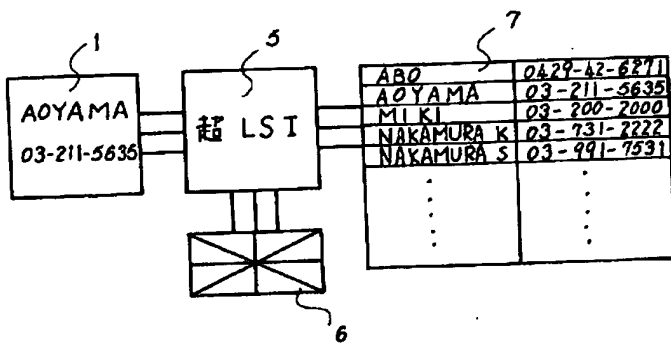 1
5
7
AOYAMA
03-211-5635
超 LSI
ABO 0429-42-6271
AOYAMA 03-211-5635
MIKI 03-200-2000
NAKAMURA K 03-731-2222
NAKAMURA S 03-991-7531
6